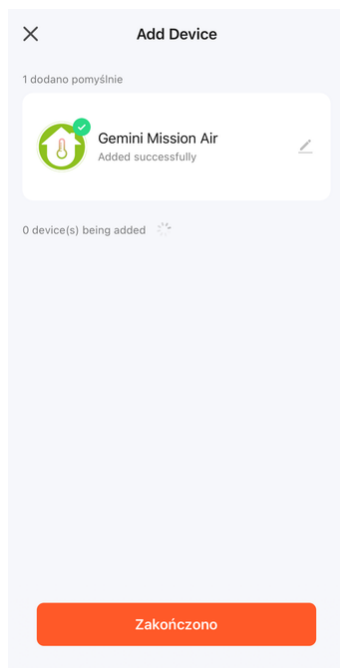 Add Device
1 dodano pomyślnie
Gemini Mission Air
Added successfully
0 device(s) being added
Zakończono